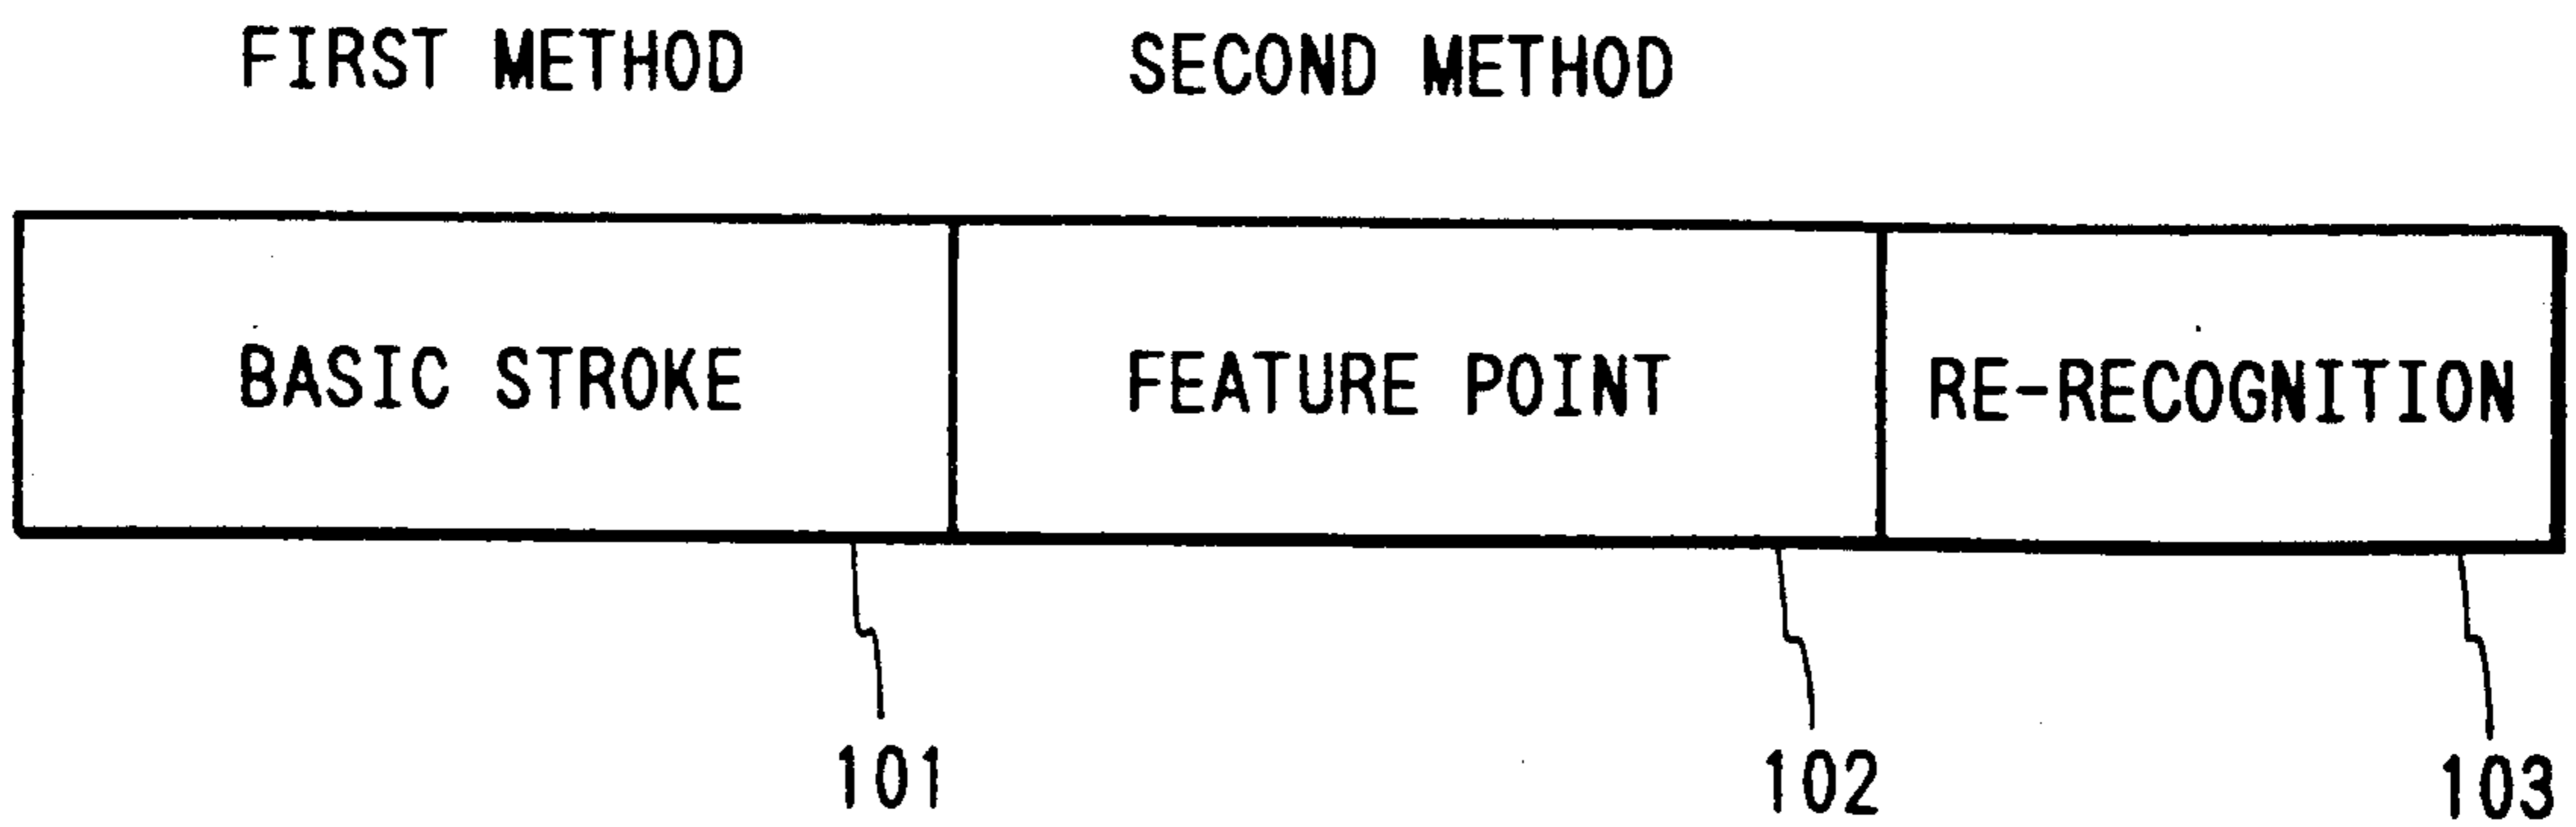 FIRST METHOD SECOND METHOD
BASIC STROKE FEATURE POINT RE-RECOGNITION
101 102 103